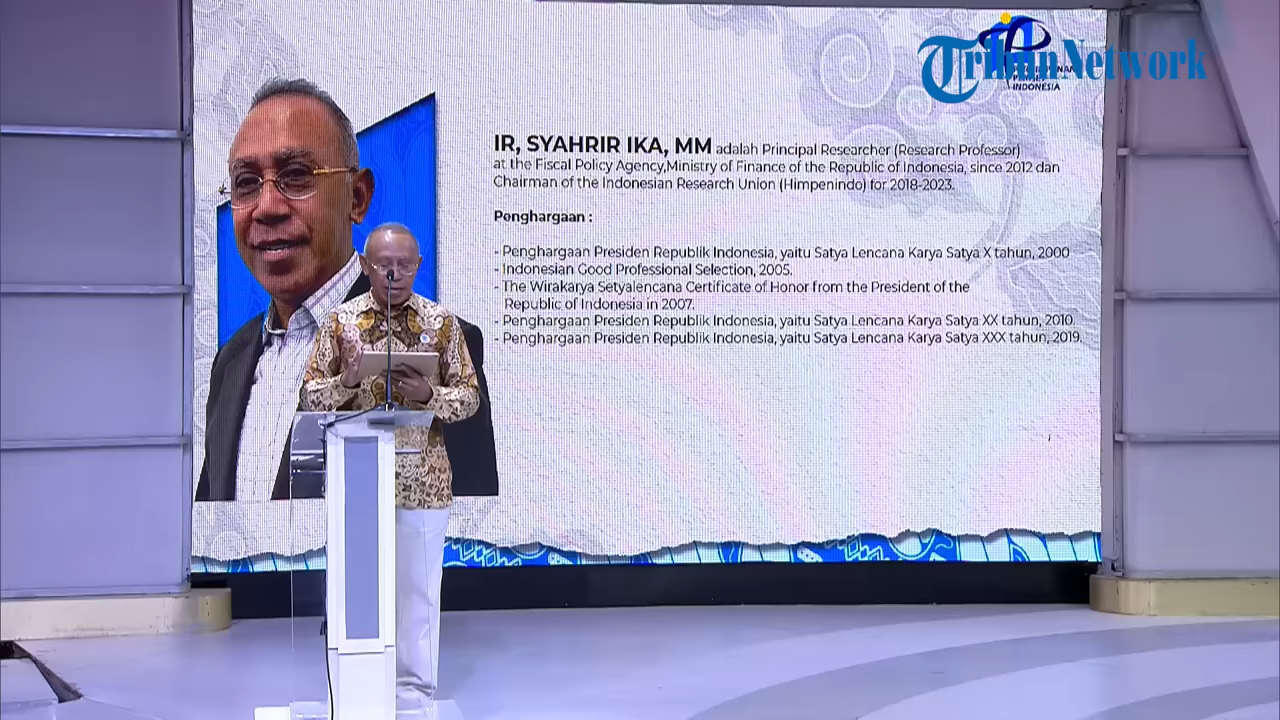 Tribun Network
INDONESIA
IR, SYAHRIR IKA, MM adalah Principal Researcher (Research Professor)
at the Fiscal Policy Agency,Ministry of Finance of the Republic of Indonesia, since 2012 dan
Chairman of the Indonesian Research Union (Himpenindo) for 2018-2023.
Penghargaan :
- Penghargaan Presiden Republik Indonesia, yaitu Satya Lencana Karya Satya X tahun, 2000
- Indonesian Good Professional Selection, 2005.
- The Wirakarya Setyalencana Certificate of Honor from the President of the
Republic of Indonesia in 2007.
- Penghargaan Presiden Republik Indonesia, yaitu Satya Lencana Karya Satya XX tahun, 2010.
- Penghargaan Presiden Republik Indonesia, yaitu Satya Lencana Karya Satya XXX tahun, 2019.